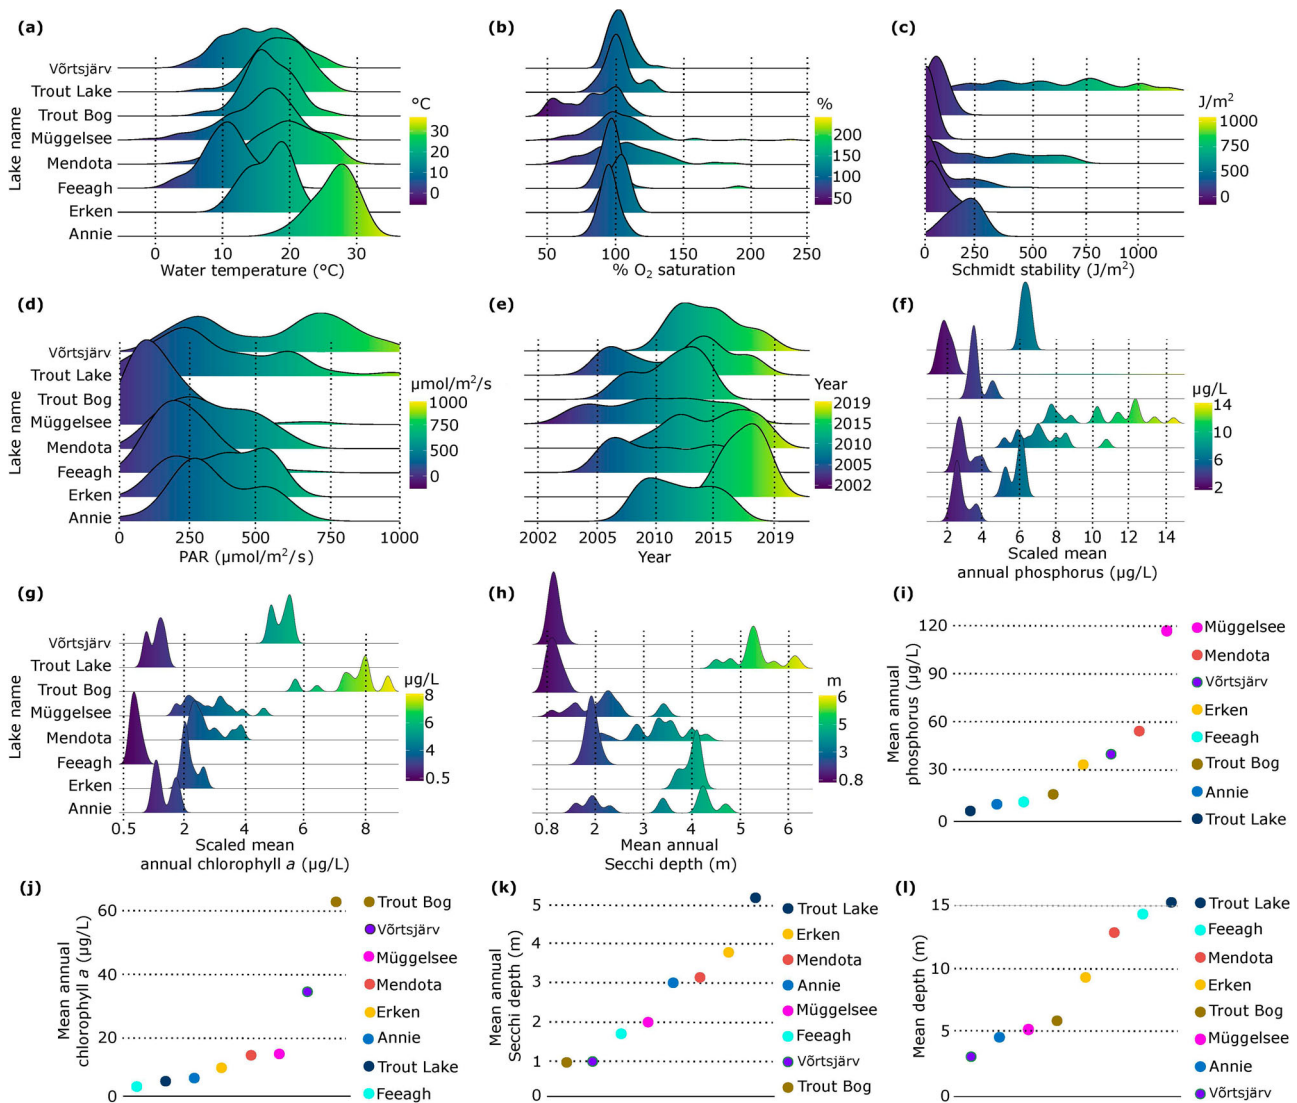 (a)
Lake name
Võrtsjärv
Trout Lake
Trout Bog
Müggelsee
Mendota
Feeagh
Erken
Annie
0 10 20 30
Water temperature (°C)
°C
30
20
10
0
(b)
50 100 150 200 250
% O2 saturation
%
200
150
100
50
(c)
0 250 500 1000
Schmidt stability (J/m²)
J/m²
1000
500
0
(d)
Lake name
Võrtsjärv
Trout Lake
Trout Bog
Müggelsee
Mendota
Feeagh
Erken
Annie
0 250 500 750 1000
PAR (µmol/m²/s)
µmol/m²/s
1000
500
0
(e)
2002 2005 2010 2015 2019
Year
Year
2019
2015
2010
2005
2002
(f)
2 4 6 8 10 12 14
Scaled mean
annual phosphorus (µg/L)
µg/L
14
10
6
2
(g)
Lake name
Võrtsjärv
Trout Lake
Trout Bog
Müggelsee
Mendota
Feeagh
Erken
Annie
0.5 2 4 6 8
Scaled mean
annual chlorophyll a (µg/L)
µg/L
8
6
4
2
0.5
(h)
0.8 2 3 4 5 6
Mean annual
Secchi depth (m)
m
6
5
3
0.8
(i)
Mean annual
phosphorus (µg/L)
120
90
60
30
0
Müggelsee
Mendota
Võrtsjärv
Erken
Feeagh
Trout Bog
Annie
Trout Lake
(j)
Mean annual
chlorophyll a (µg/L)
60
40
20
0
Trout Bog
Võrtsjärv
Müggelsee
Mendota
Erken
Annie
Trout Lake
Feeagh
(k)
Mean annual
Secchi depth (m)
5
4
3
2
1
0
Trout Lake
Erken
Mendota
Annie
Müggelsee
Feeagh
Võrtsjärv
Trout Bog
(l)
Mean depth (m)
15
10
5
0
Trout Lake
Feeagh
Mendota
Erken
Trout Bog
Müggelsee
Annie
Võrtsjärv